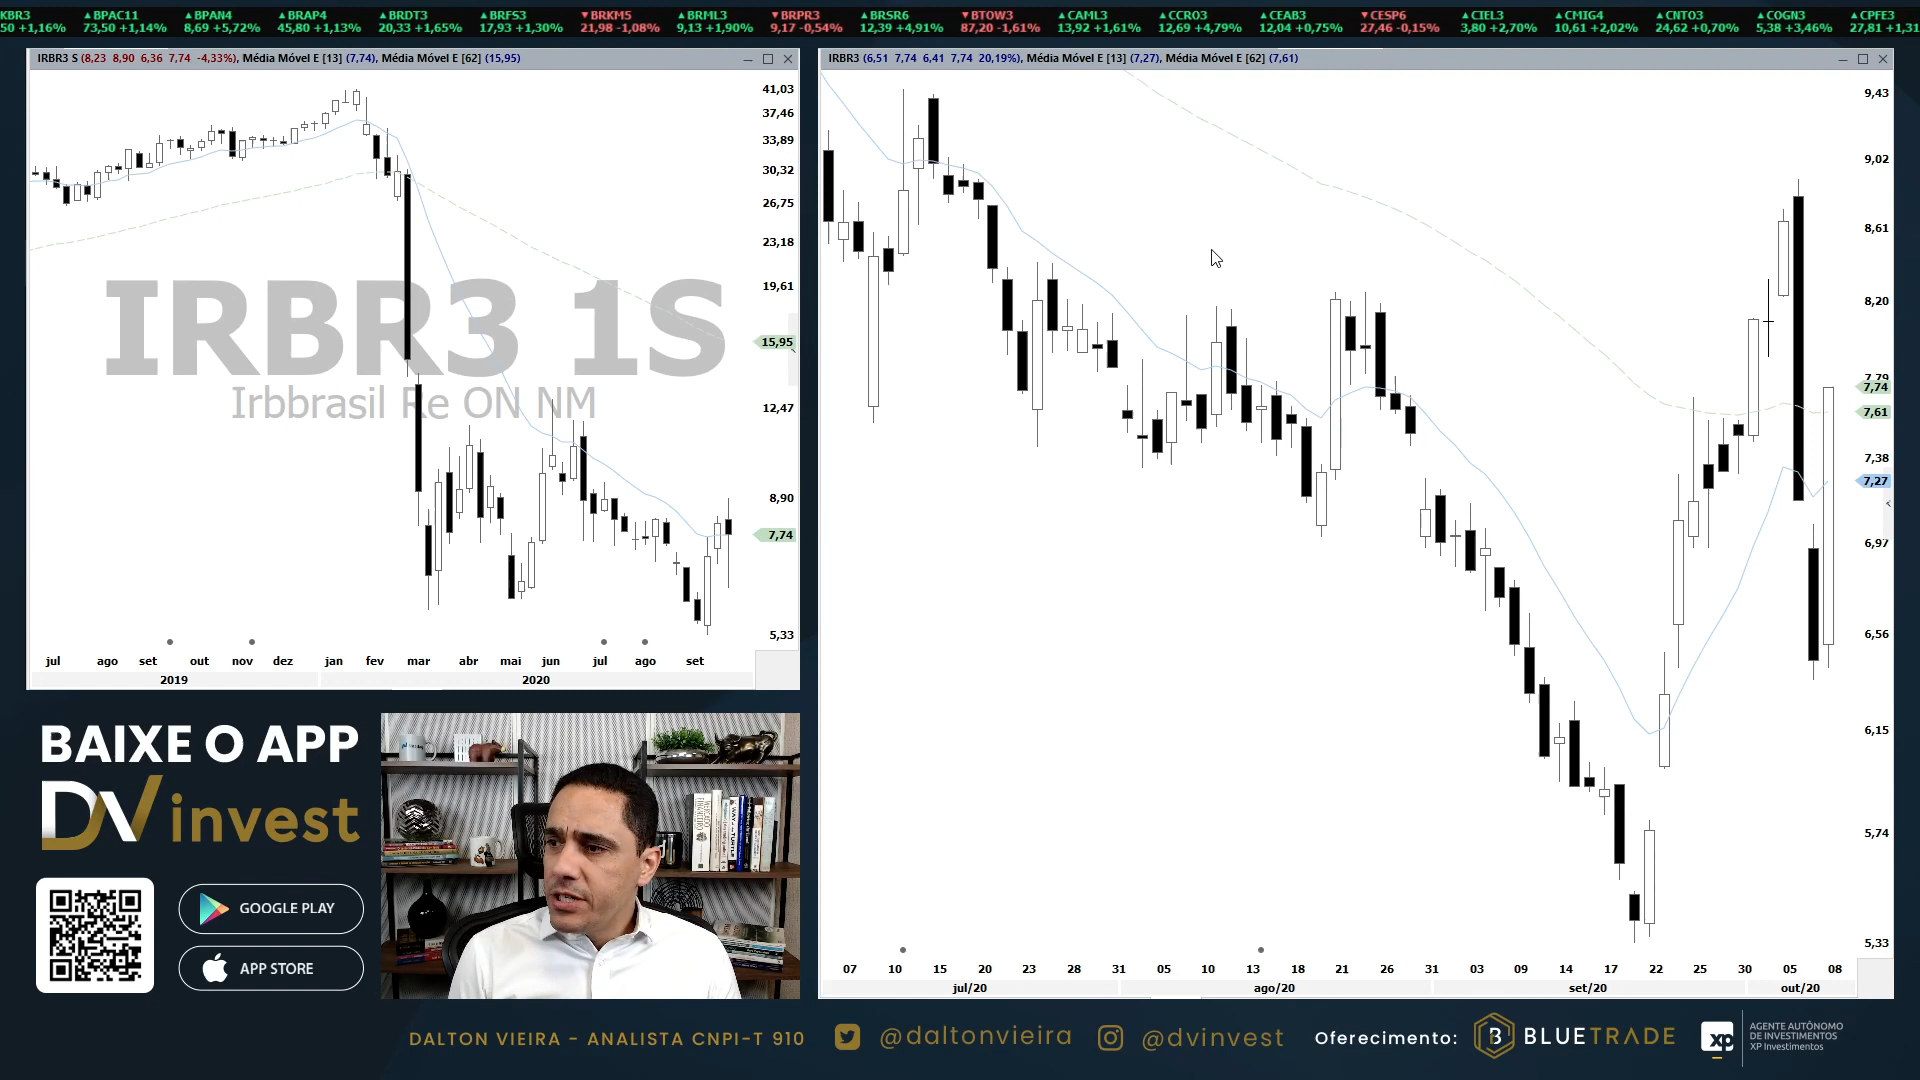 KBR3 ▲BPAC11 ▲BPAN4 ▲BRAP4 ▲BRDT3 ▲BRFS3 ▼BRKM5 ▲BRML3 ▼BRPR3 ▲BRSR6 ▼BTOW3 ▲CAML3 ▲CCRO3 ▲CEAB3 ▼CESP6 ▲CIEL3 ▲CMIG4 ▲CNTO3 ▲COGN3 ▲CPFE3
50 +1,16% 73,50 +1,14% 8,69 +5,72% 45,80 +1,13% 20,33 +1,65% 17,93 +1,30% 21,98 -1,08% 9,13 +1,90% 9,17 -0,54% 12,39 +4,91% 87,20 -1,61% 13,92 +1,61% 12,69 +4,79% 12,04 +0,75% 27,46 -0,15% 3,80 +2,70% 10,61 +2,02% 24,62 +0,70% 5,38 +3,46% 27,81 +1,31
IRBR3 S (8,23 8,90 6,36 7,74 -4,33%), Média Móvel E [13] (7,74), Média Móvel E [62] (15,95)
41,03
37,46
33,89
30,32
26,75
23,18
19,61
15,95
12,47
8,90
7,74
5,33
IRBR3 1S
Irbbrasil Re ON NM
jul ago set out nov dez jan fev mar abr mai jun jul ago set
2019 2020
IRBR3 (6,51 7,74 6,41 7,74 20,19%), Média Móvel E [13] (7,27), Média Móvel E [62] (7,61)
9,43
9,02
8,61
8,20
7,79
7,74
7,61
7,38
7,27
6,97
6,56
6,15
5,74
5,33
07 10 15 20 23 28 31 05 10 13 18 21 26 31 03 09 14 17 22 25 30 05 08
jul/20 ago/20 set/20 out/20
BAIXE O APP
DV invest
GOOGLE PLAY
APP STORE
DALTON VIEIRA - ANALISTA CNPI-T 910 @daltonvieira @dvinvest Oferecimento: BLUETRADE xp
AGENTE AUTÔNOMO
DE INVESTIMENTOS
XP Investimentos